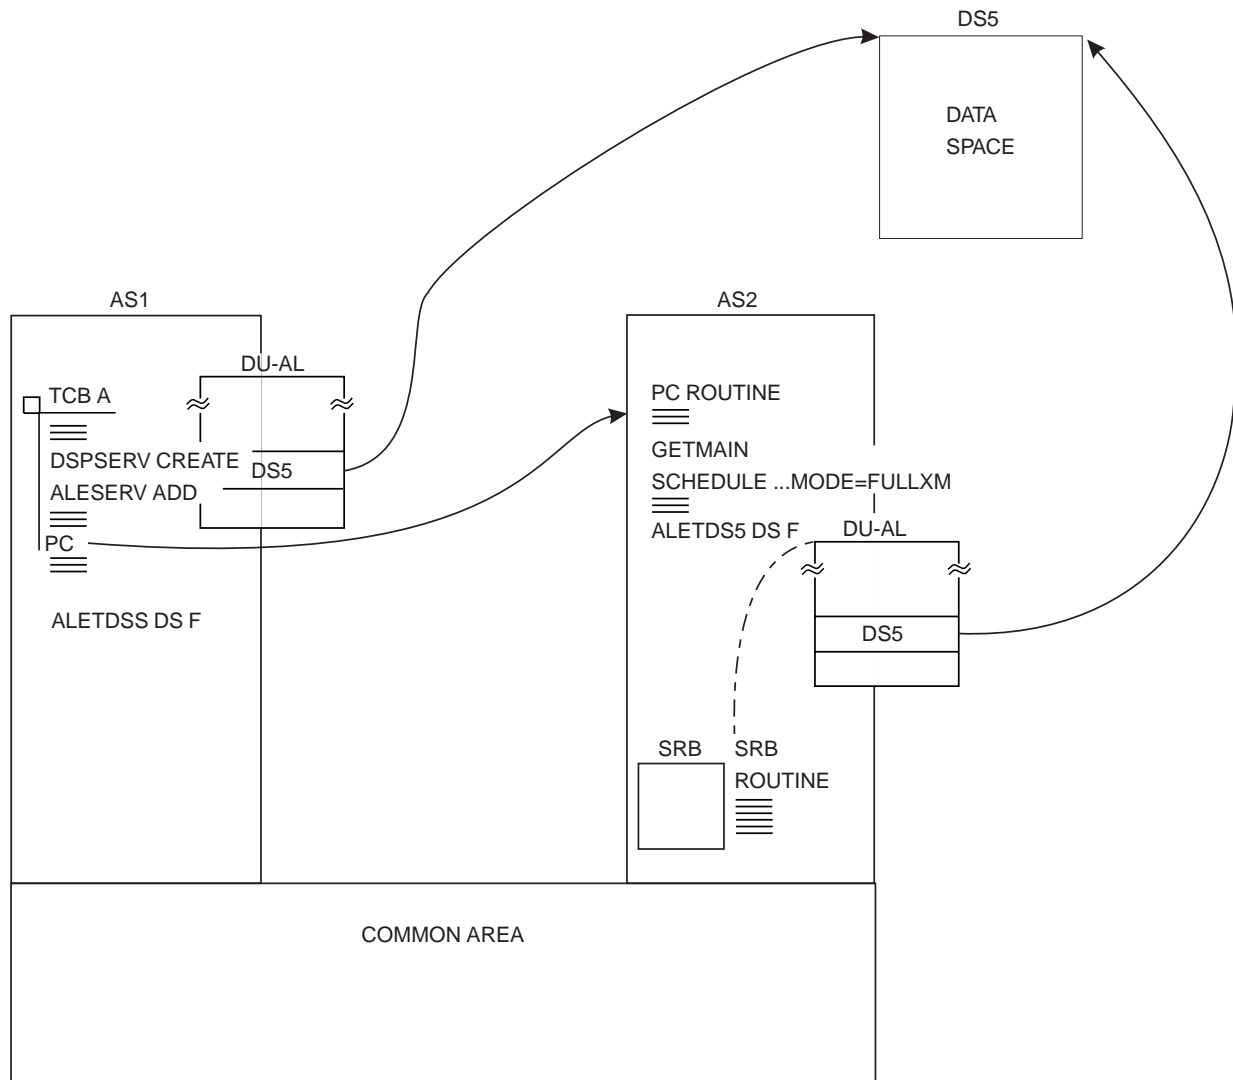 DS5
DATA
SPACE
AS1
DU-AL
TCB A
DSPSERV CREATE
DS5
ALESERV ADD
PC
ALETDSS DS F
AS2
PC ROUTINE
GETMAIN
SCHEDULE ...MODE=FULLXM
ALETDS5 DS F
DU-AL
DS5
SRB
SRB
ROUTINE
COMMON AREA